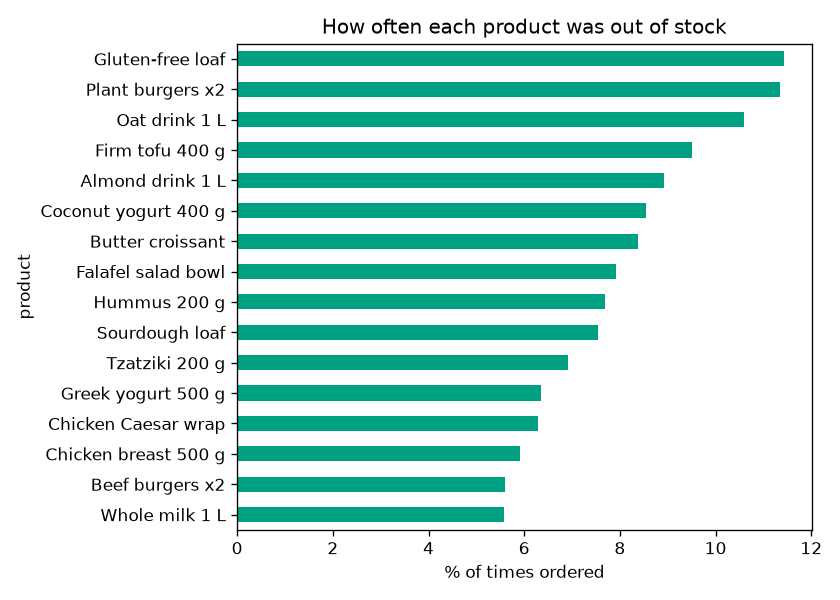 How often each product was out of stock
Gluten-free loaf
Plant burgers x2
Oat drink 1 L
Firm tofu 400 g
Almond drink 1 L
Coconut yogurt 400 g
Butter croissant
Falafel salad bowl
Hummus 200 g
Sourdough loaf
Tzatziki 200 g
Greek yogurt 500 g
Chicken Caesar wrap
Chicken breast 500 g
Beef burgers x2
Whole milk 1 L
product
0 2 4 6 8 10 12
% of times ordered